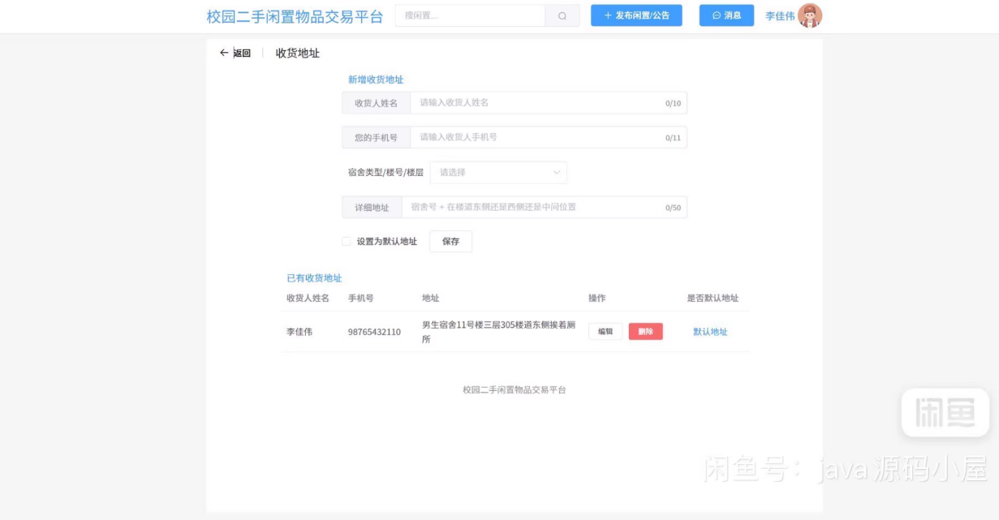 校园二手闲置物品交易平台 搜闲置... + 发布闲置/公告 消息 李佳伟
← 返回 收货地址
新增收货地址
收货人姓名 请输入收货人姓名 0/10
您的手机号 请输入收货人手机号 0/11
宿舍类型/楼号/楼层 请选择
详细地址 宿舍号 + 在楼道东侧还是西侧还是中间位置 0/50
设置为默认地址 保存
已有收货地址
收货人姓名 手机号 地址 操作 是否默认地址
李佳伟 98765432110 男生宿舍11号楼三层305楼道东侧挨着厕 编辑 删除 默认地址
所
校园二手闲置物品交易平台
闲鱼
闲鱼号：java源码小屋